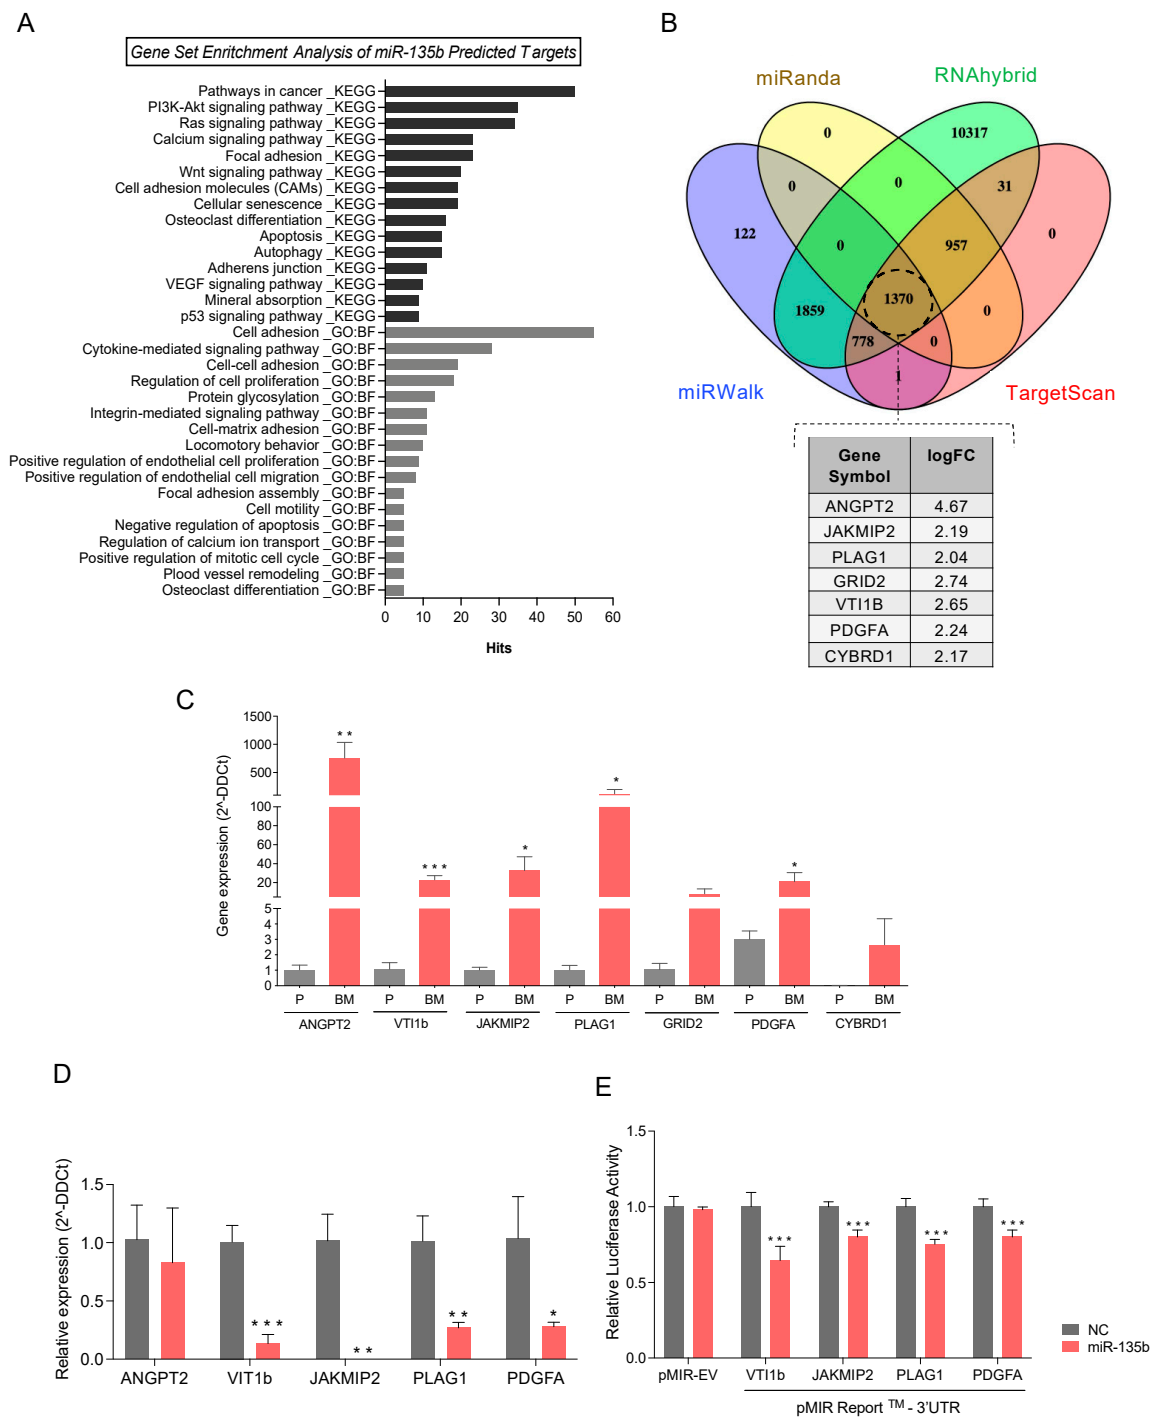 A
Gene Set Enritchment Analysis of miR-135b Predicted Targets
Pathways in cancer _KEGG
PI3K-Akt signaling pathway _KEGG
Ras signaling pathway _KEGG
Calcium signaling pathway _KEGG
Focal adhesion _KEGG
Wnt signaling pathway _KEGG
Cell adhesion molecules (CAMs) _KEGG
Cellular senescence _KEGG
Osteoclast differentiation _KEGG
Apoptosis _KEGG
Autophagy _KEGG
Adherens junction _KEGG
VEGF signaling pathway _KEGG
Mineral absorption _KEGG
p53 signaling pathway _KEGG
Cell adhesion _GO:BF
Cytokine-mediated signaling pathway _GO:BF
Cell-cell adhesion _GO:BF
Regulation of cell proliferation _GO:BF
Protein glycosylation _GO:BF
Integrin-mediated signaling pathway _GO:BF
Cell-matrix adhesion _GO:BF
Locomotory behavior _GO:BF
Positive regulation of endothelial cell proliferation _GO:BF
Positive regulation of endothelial cell migration _GO:BF
Focal adhesion assembly _GO:BF
Cell motility _GO:BF
Negative regulation of apoptosis _GO:BF
Regulation of calcium ion transport _GO:BF
Positive regulation of mitotic cell cycle _GO:BF
Plood vessel remodeling _GO:BF
Osteoclast differentiation _GO:BF
0 10 20 30 40 50 60
Hits
B
miRanda RNAhybrid
0 10317
0 0 31
122 0 957 0
1859 1370 0
778 0
1
miRWalk TargetScan
Gene Symbol logFC
ANGPT2 4.67
JAKMIP2 2.19
PLAG1 2.04
GRID2 2.74
VTI1B 2.65
PDGFA 2.24
CYBRD1 2.17
C
Gene expression (2^-DDCt)
1500
1000
500
100
80
60
40
20
5
4
3
2
1
0
** *** * * *
P BM P BM P BM P BM P BM P BM P BM
ANGPT2 VTI1b JAKMIP2 PLAG1 GRID2 PDGFA CYBRD1
D
Relative expression (2^-DDCt)
1.5
1.0
0.5
0.0
*** ** ** *
ANGPT2 VIT1b JAKMIP2 PLAG1 PDGFA
E
Relative Luciferase Activity
1.5
1.0
0.5
0.0
*** *** *** ***
pMIR-EV VTI1b JAKMIP2 PLAG1 PDGFA
pMIR Report TM - 3'UTR
NC
miR-135b